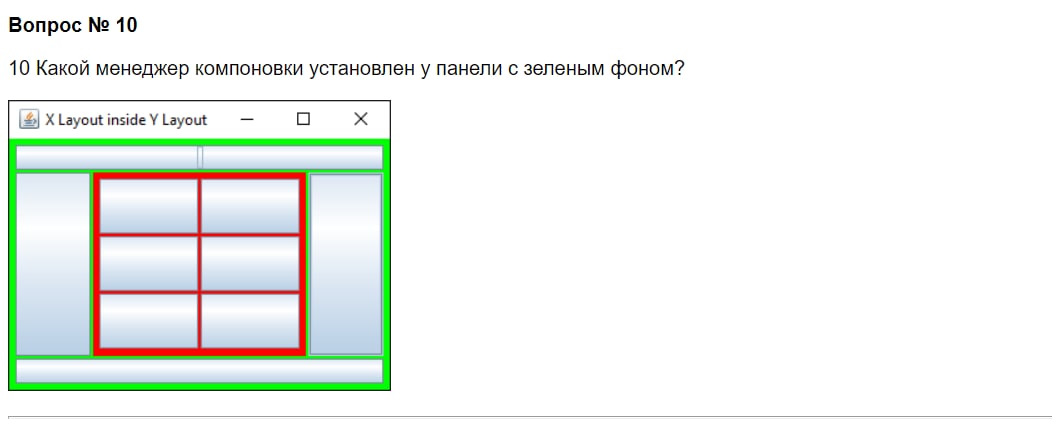 Вопрос № 10
10 Какой менеджер компоновки установлен у панели с зеленым фоном?
X Layout inside Y Layout